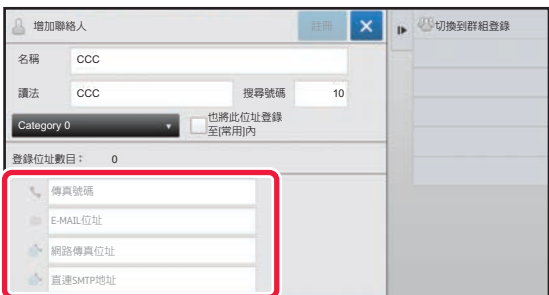 增加聯絡人
註冊
切換到群組登錄
名稱 CCC
讀法 CCC 搜尋號碼 10
Category 0
也將此位址登錄
至[常用]內
登錄位址數目： 0
傳真號碼
E-MAIL位址
網路傳真位址
直連SMTP地址